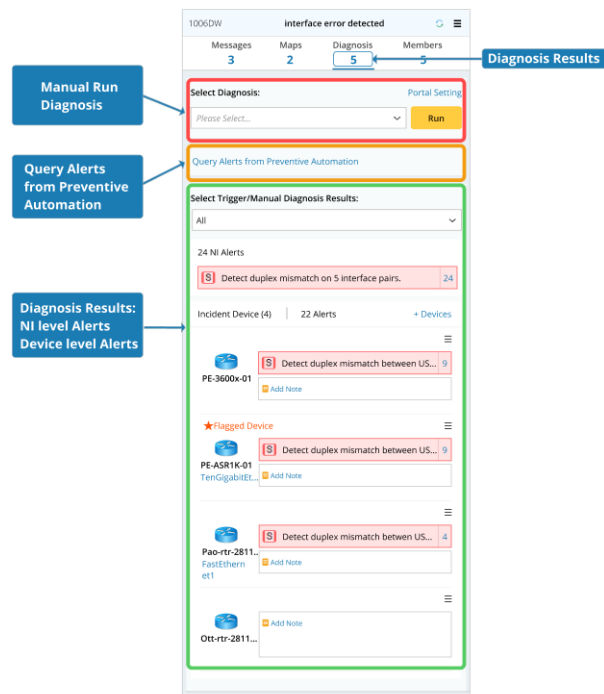 1006DW
interface error detected
Messages
Maps
Diagnosis
Members
3
2
5
5
Diagnosis Results
Manual Run
Diagnosis
Select Diagnosis:
Portal Setting
Please Select...
Run
Query Alerts
from Preventive
Automation
Query Alerts from Preventive Automation
Select Trigger/Manual Diagnosis Results:
All
24 NI Alerts
S Detect duplex mismatch on 5 interface pairs. 24
Diagnosis Results:
NI level Alerts
Device level Alerts
Incident Device (4)
22 Alerts
+ Devices
S Detect duplex mismatch between US... 9
PE-3600x-01
Add Note
Flagged Device
S Detect duplex mismatch between US... 9
PE-ASR1K-01
TenGigabitEt...
Add Note
S Detect duplex mismatch betwen US... 4
Pao-rtr-2811..
FastEthern
et1
Add Note
Add Note
Ott-rtr-2811...